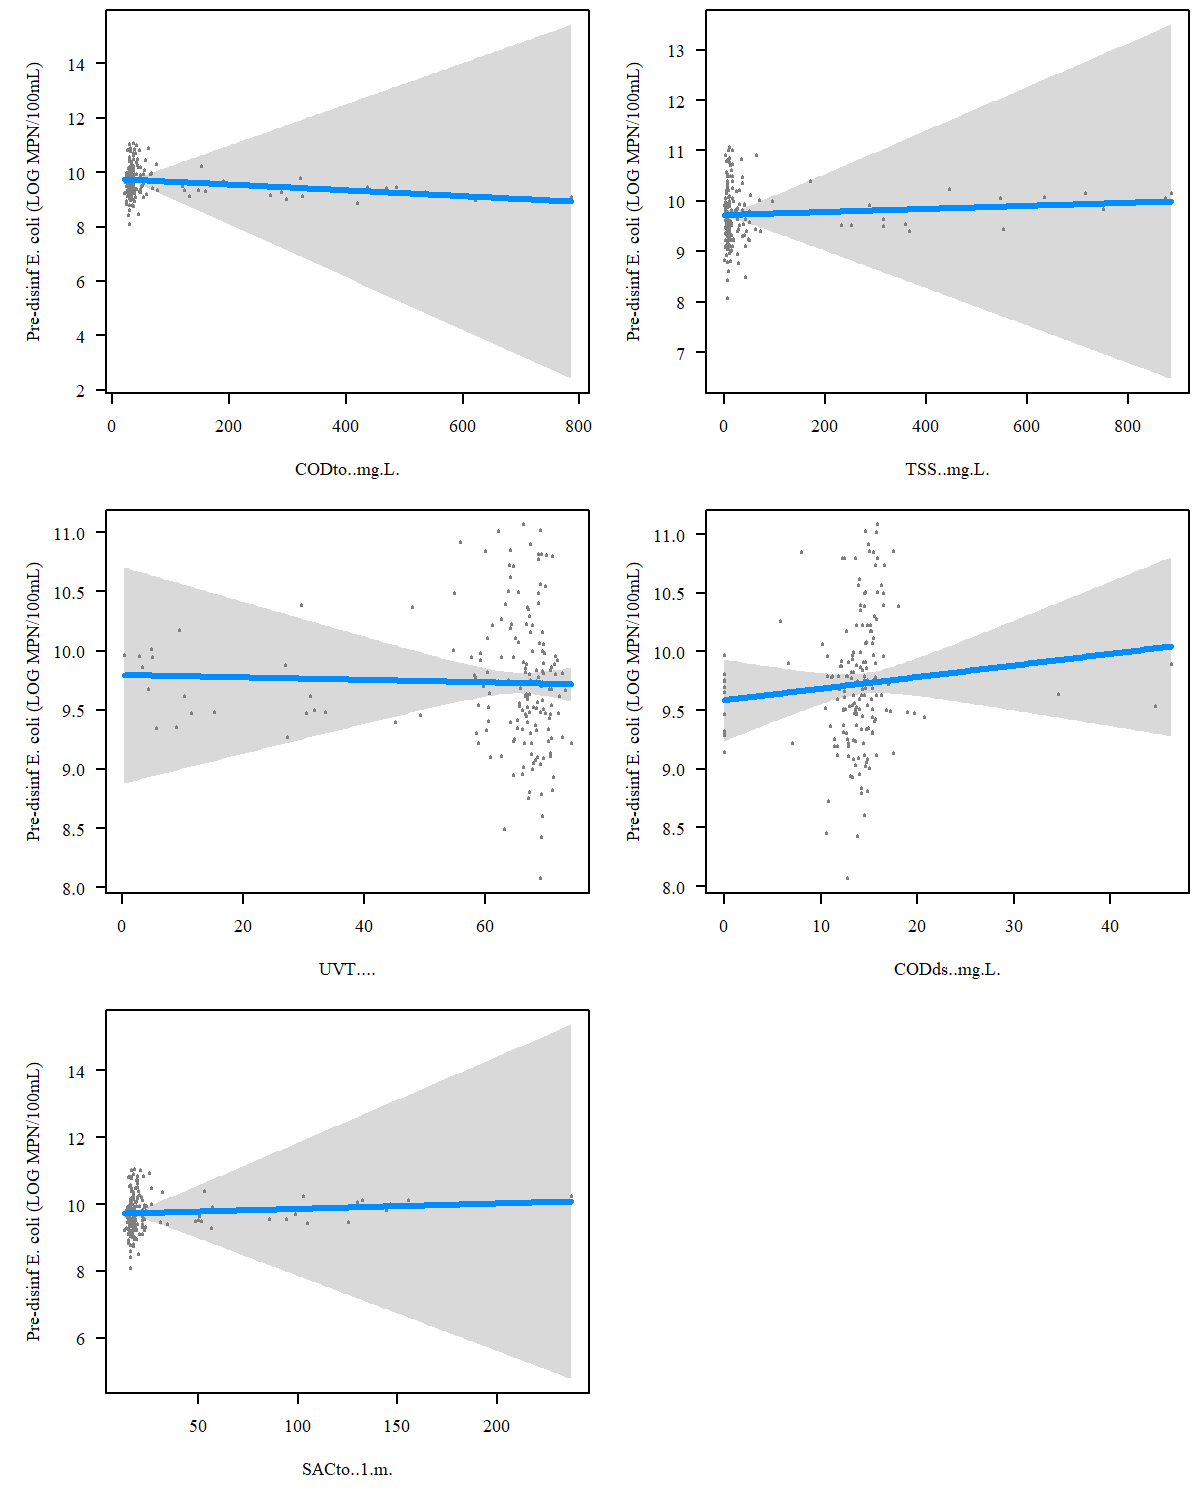 Pre-disinf E. coli (LOG MPN/100mL)
14
12
10
8
6
4
2
0 200 400 600 800
CODto..mg.L.
Pre-disinf E. coli (LOG MPN/100mL)
13
12
11
10
9
8
7
0 200 400 600 800
TSS..mg.L.
Pre-disinf E. coli (LOG MPN/100mL)
11.0
10.5
10.0
9.5
9.0
8.5
8.0
0 20 40 60
UVT....
Pre-disinf E. coli (LOG MPN/100mL)
11.0
10.5
10.0
9.5
9.0
8.5
8.0
0 10 20 30 40
CODds..mg.L.
Pre-disinf E. coli (LOG MPN/100mL)
14
12
10
8
6
50 100 150 200
SACto..1.m.